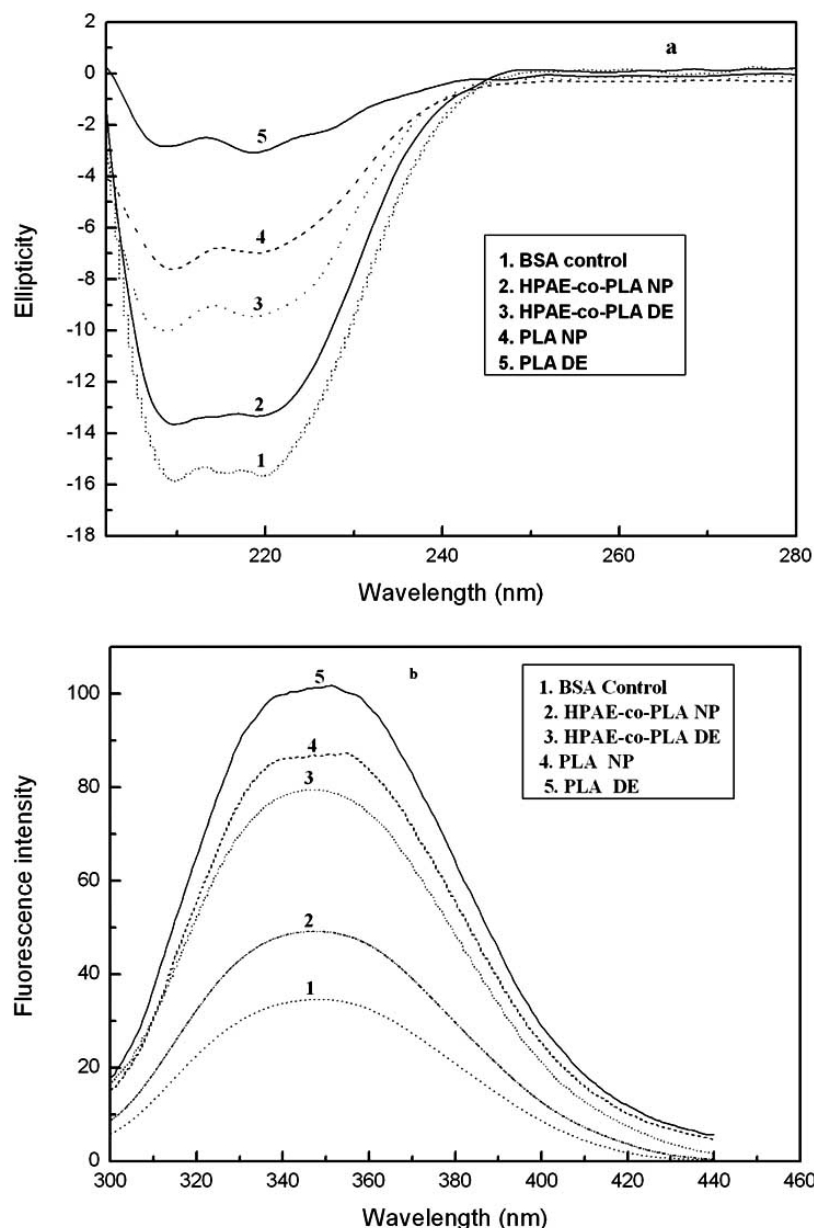 a
0
-2
-4
-6
-8
-10
-12
-14
-16
-18
Ellipticity
5
4
3
2
1
1. BSA control
2. HPAE-co-PLA NP
3. HPAE-co-PLA DE
4. PLA NP
5. PLA DE
220 240 260 280
Wavelength (nm)
b
100
80
60
40
20
0
Fluorescence intensity
5
4
3
2
1
1. BSA Control
2. HPAE-co-PLA NP
3. HPAE-co-PLA DE
4. PLA NP
5. PLA DE
300 320 340 360 380 400 420 440 460
Wavelength (nm)